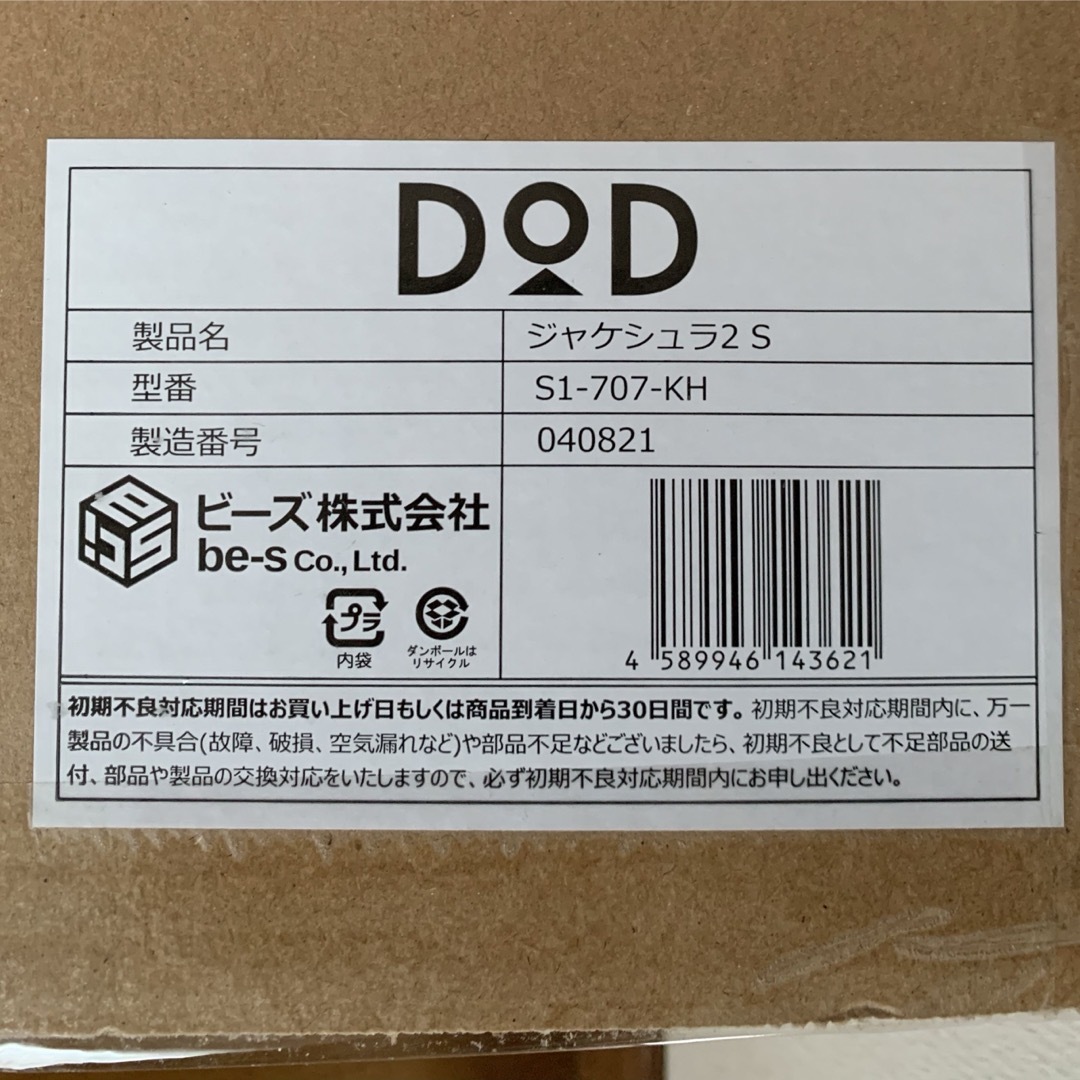 DOD
製品名 ジャケシュラ2 S
型番 S1-707-KH
製造番号 040821
ビーズ株式会社
be-s Co., Ltd.
プラ
内袋
ダンボールは
リサイクル
4 589946 143621
初期不良対応期間はお買い上げ日もしくは商品到着日から30日間です。初期不良対応期間内に、万一
製品の不具合(故障、破損、空気漏れなど)や部品不足などございましたら、初期不良として不足部品の送
付、部品や製品の交換対応をいたしますので、必ず初期不良対応期間内にお申し出ください。